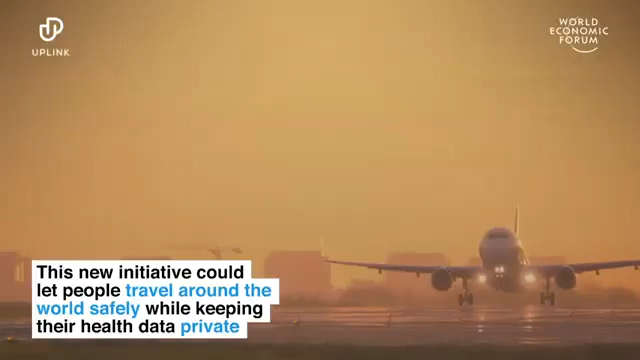 UPLINK
WORLD
ECONOMIC
FORUM
This new initiative could
let people travel around the
world safely while keeping
their health data private